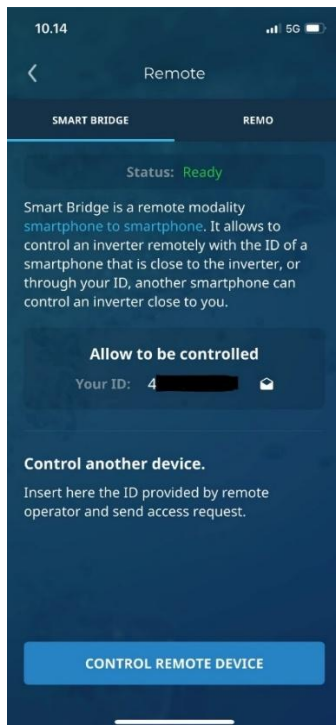 10.14
5G
Remote
SMART BRIDGE
REMO
Status: Ready
Smart Bridge is a remote modality
smartphone to smartphone. It allows to
control an inverter remotely with the ID of a
smartphone that is close to the inverter, or
through your ID, another smartphone can
control an inverter close to you.
Allow to be controlled
Your ID: 4
Control another device.
Insert here the ID provided by remote
operator and send access request.
CONTROL REMOTE DEVICE